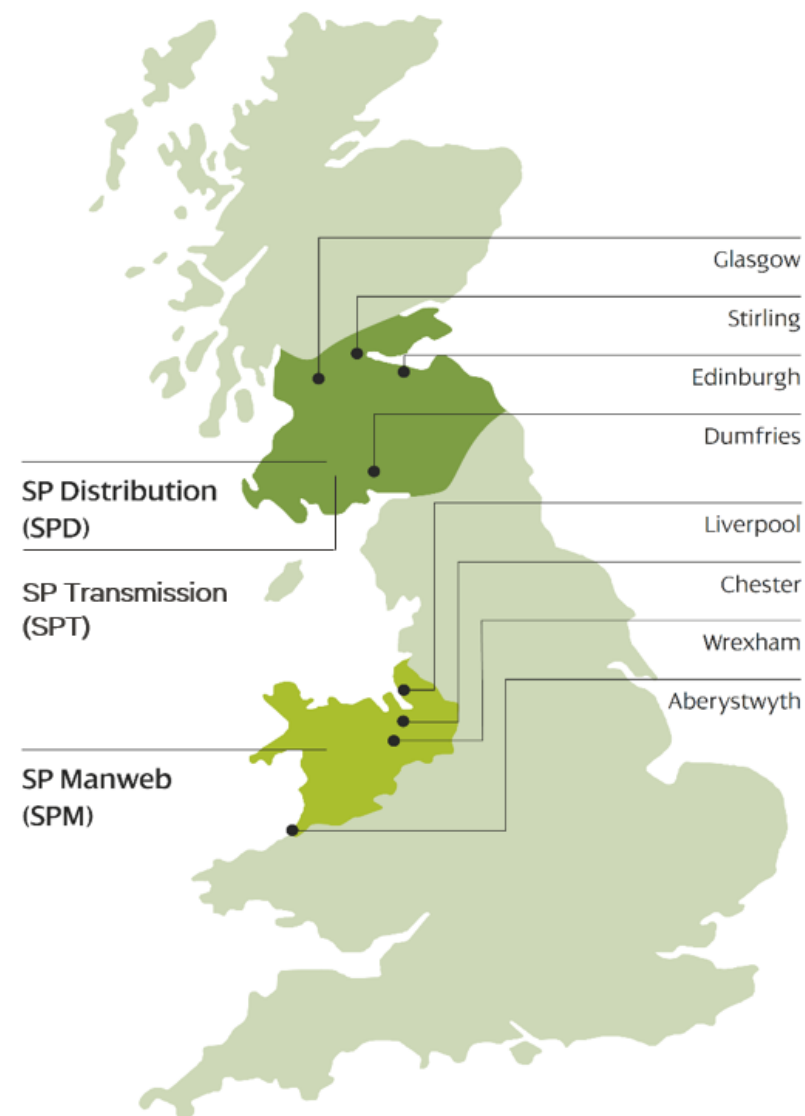 Glasgow
Stirling
Edinburgh
Dumfries
SP Distribution
(SPD)
Liverpool
Chester
SP Transmission
(SPT)
Wrexham
Aberystwyth
SP Manweb
(SPM)